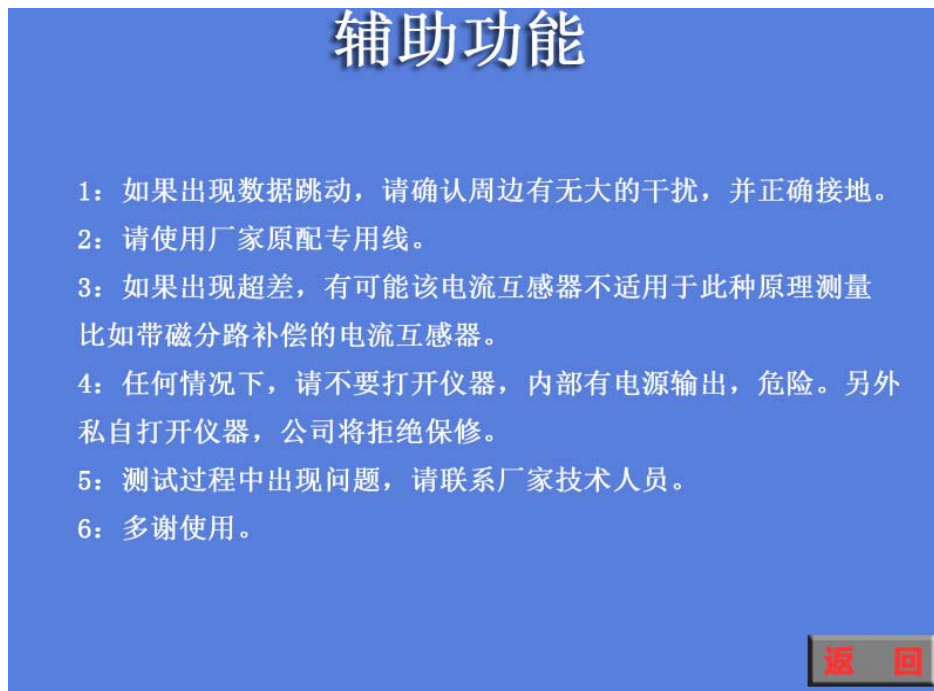 辅助功能
1：如果出现数据跳动，请确认周边有无大的干扰，并正确接地。
2：请使用厂家原配专用线。
3：如果出现超差，有可能该电流互感器不适用于此种原理测量
比如带磁分路补偿的电流互感器。
4：任何情况下，请不要打开仪器，内部有电源输出，危险。另外
私自打开仪器，公司将拒绝保修。
5：测试过程中出现问题，请联系厂家技术人员。
6：多谢使用。
返 回